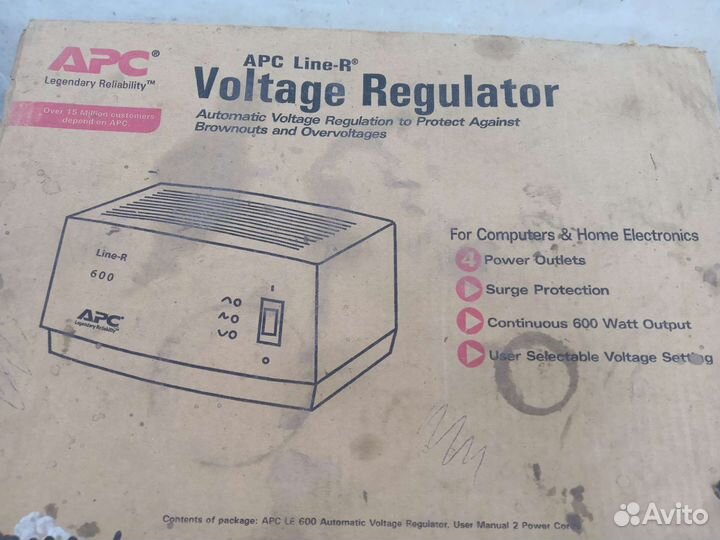 APC®
Legendary Reliability™
Over 15 Million customers
depend on APC.
APC Line-R®
Voltage Regulator
Automatic Voltage Regulation to Protect Against
Brownouts and Overvoltages
Line-R
600
APC
Legendary Reliability™
For Computers & Home Electronics
4 Power Outlets
Surge Protection
Continuous 600 Watt Output
User Selectable Voltage Setting
Contents of package: APC LE 600 Automatic Voltage Regulator, User Manual 2 Power
Avito